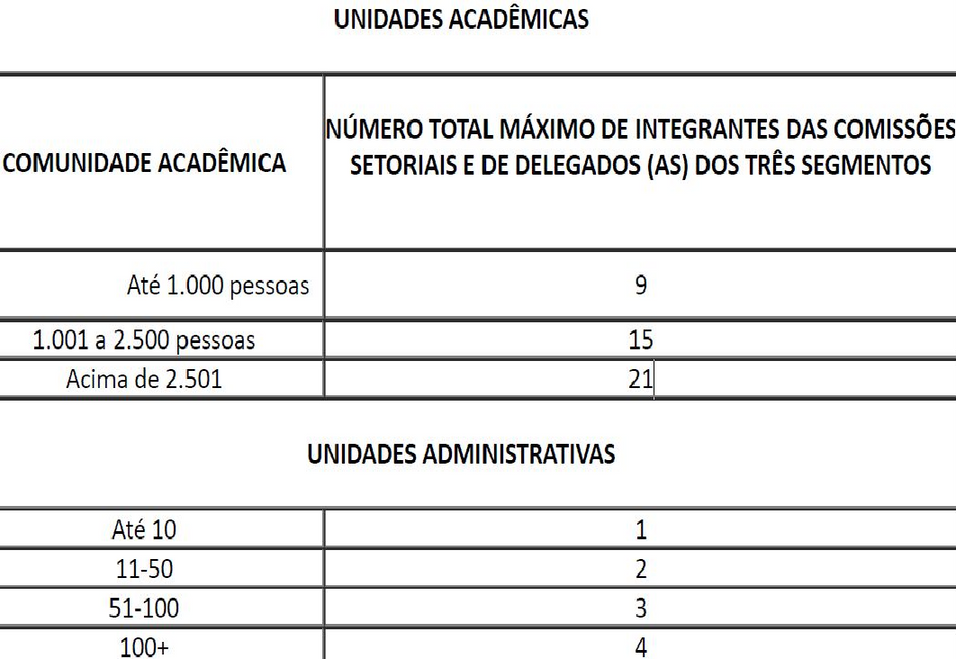 UNIDADES ACADÊMICAS
COMUNIDADE ACADÊMICA
NÚMERO TOTAL MÁXIMO DE INTEGRANTES DAS COMISSÕES
SETORIAIS E DE DELEGADOS (AS) DOS TRÊS SEGMENTOS
Até 1.000 pessoas 9
1.001 a 2.500 pessoas 15
Acima de 2.501 21
UNIDADES ADMINISTRATIVAS
Até 10 1
11-50 2
51-100 3
100+ 4